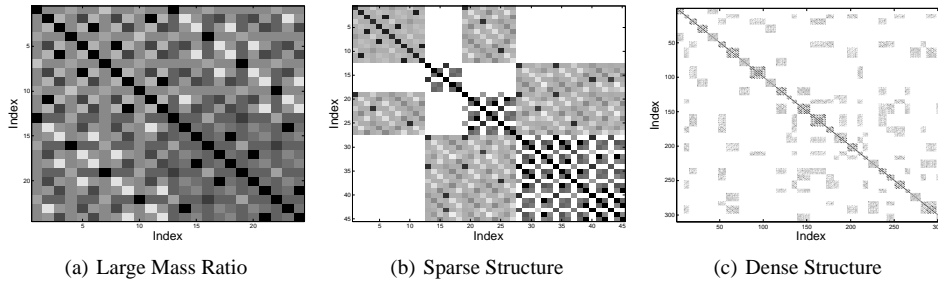 5
10
15
20
5 10 15 20
Index
Index
(a) Large Mass Ratio
5
10
15
20
25
30
35
40
45
5 10 15 20 25 30 35 40 45
Index
Index
(b) Sparse Structure
50
100
150
200
250
300
50 100 150 200 250 300
Index
Index
(c) Dense Structure